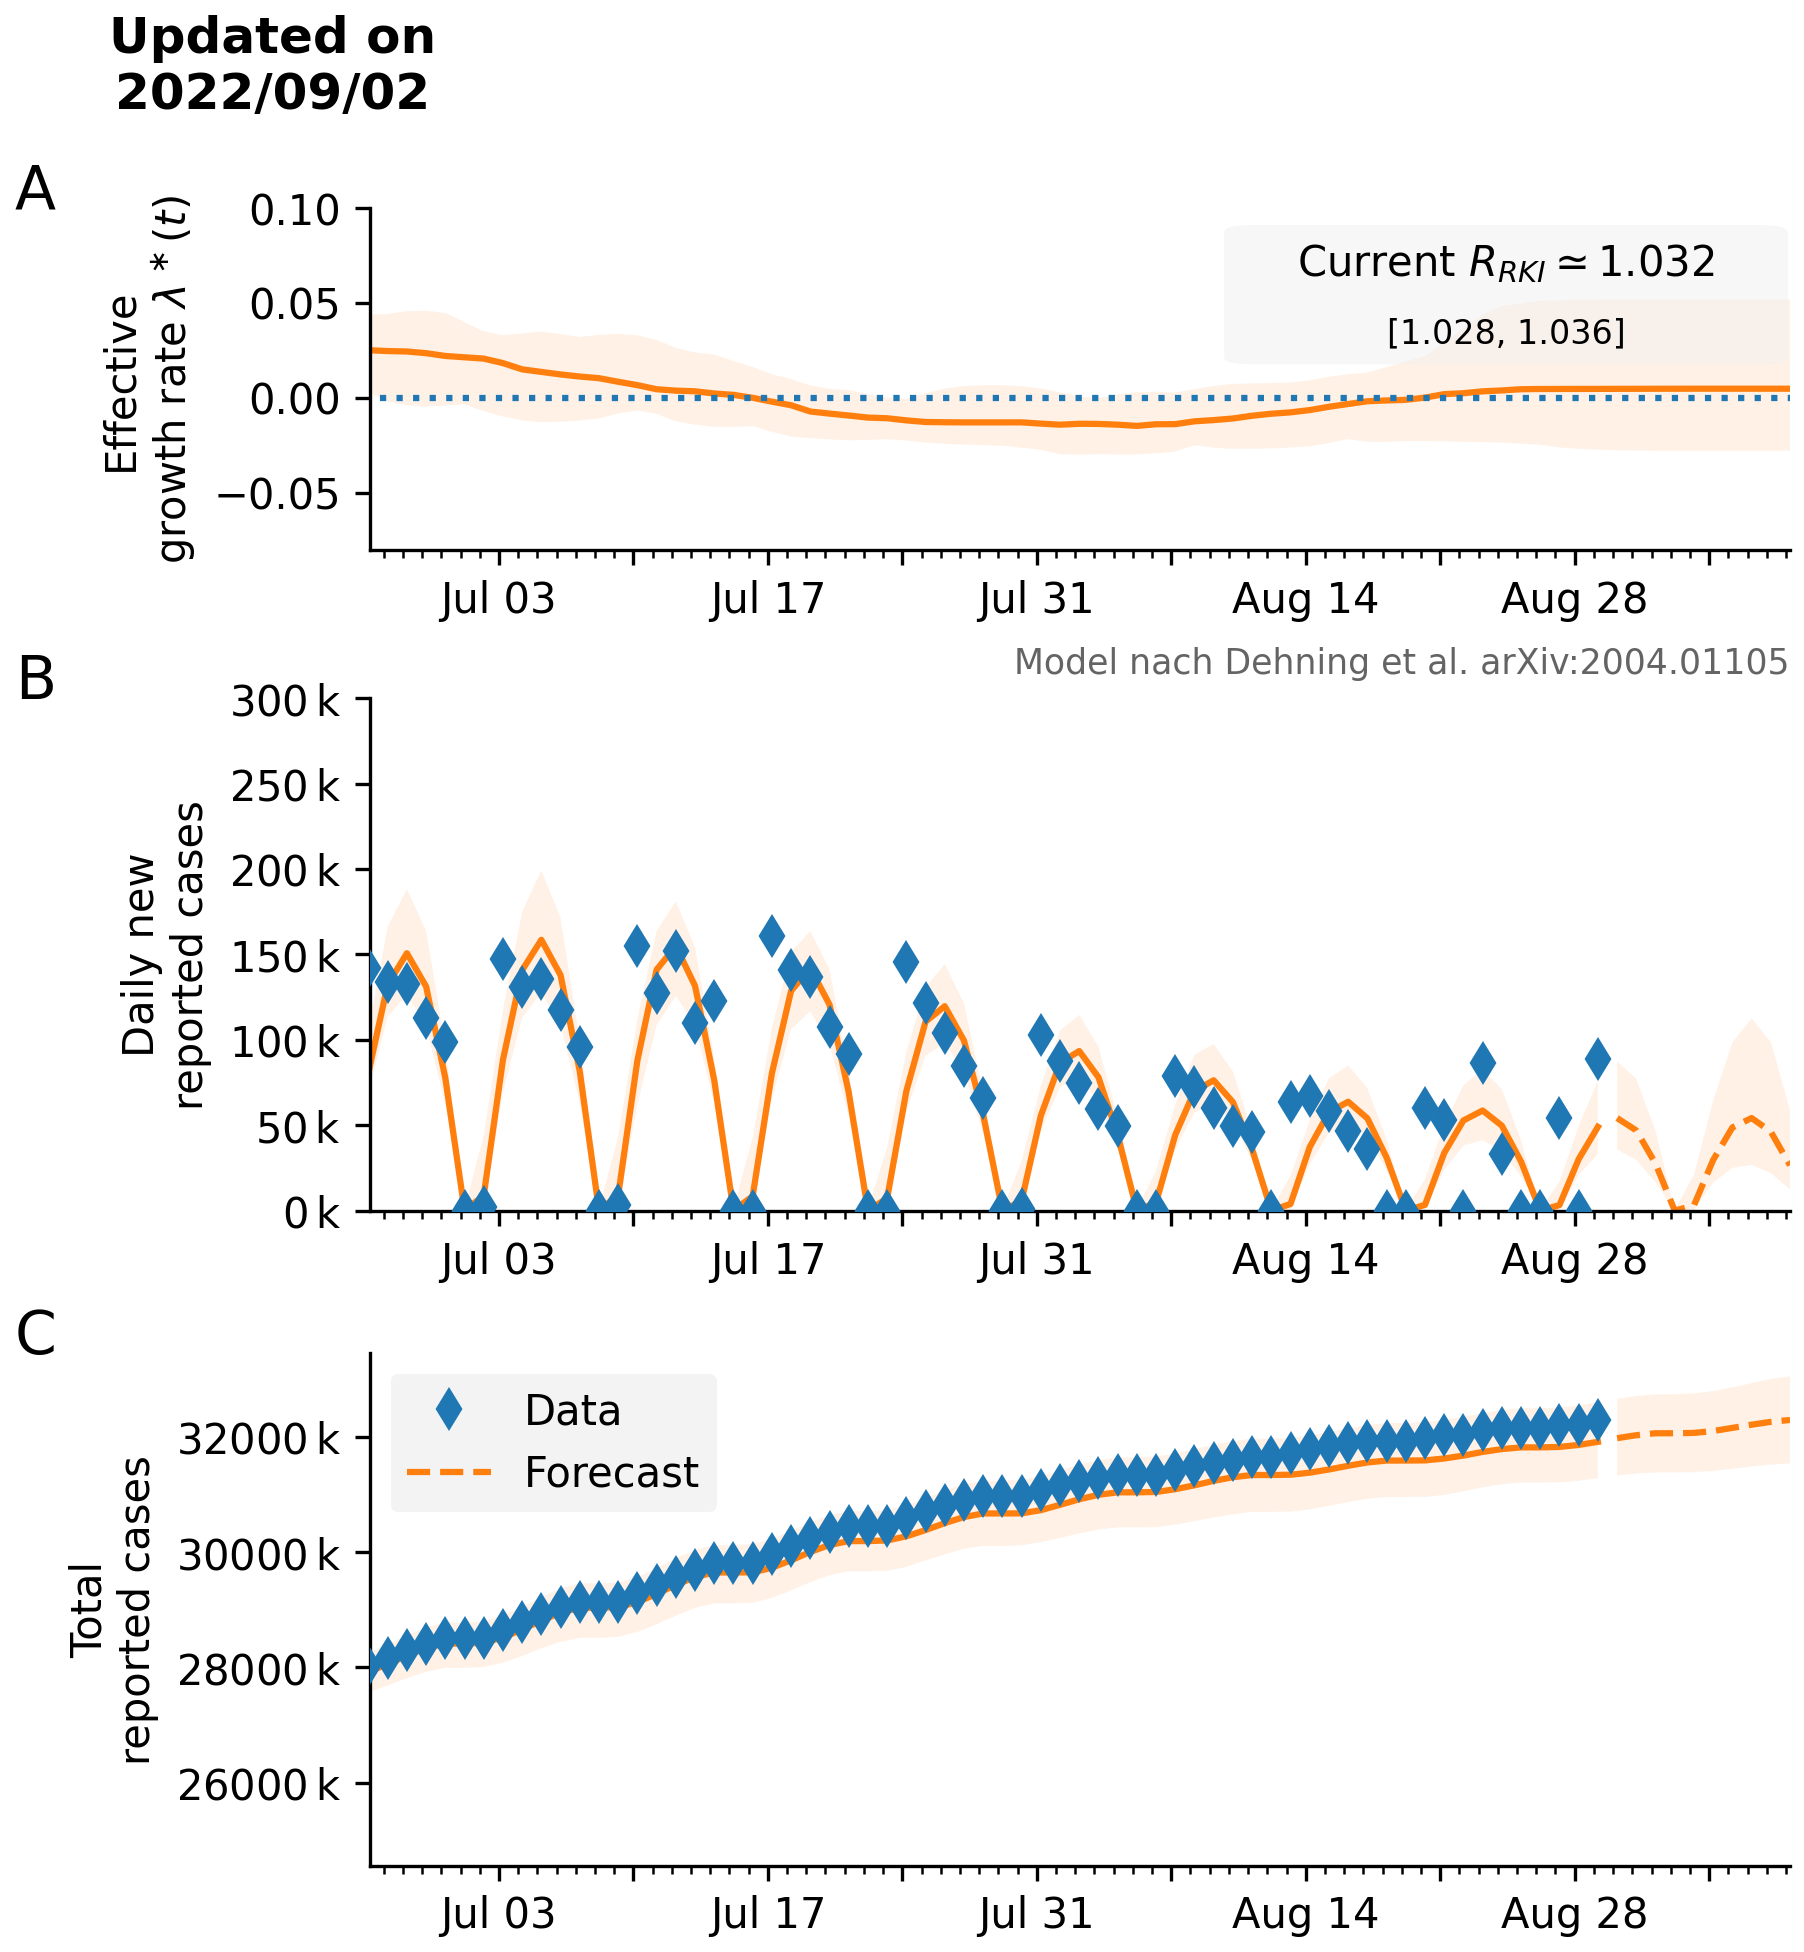 Updated on
2022/09/02
A
Effective
growth rate λ * (t)
0.10
0.05
0.00
−0.05
Current R_RKI ≃ 1.032
[1.028, 1.036]
Jul 03 Jul 17 Jul 31 Aug 14 Aug 28
Model nach Dehning et al. arXiv:2004.01105
B
Daily new
reported cases
300 k
250 k
200 k
150 k
100 k
50 k
0 k
Jul 03 Jul 17 Jul 31 Aug 14 Aug 28
C
Total
reported cases
32000 k
30000 k
28000 k
26000 k
Data
Forecast
Jul 03 Jul 17 Jul 31 Aug 14 Aug 28